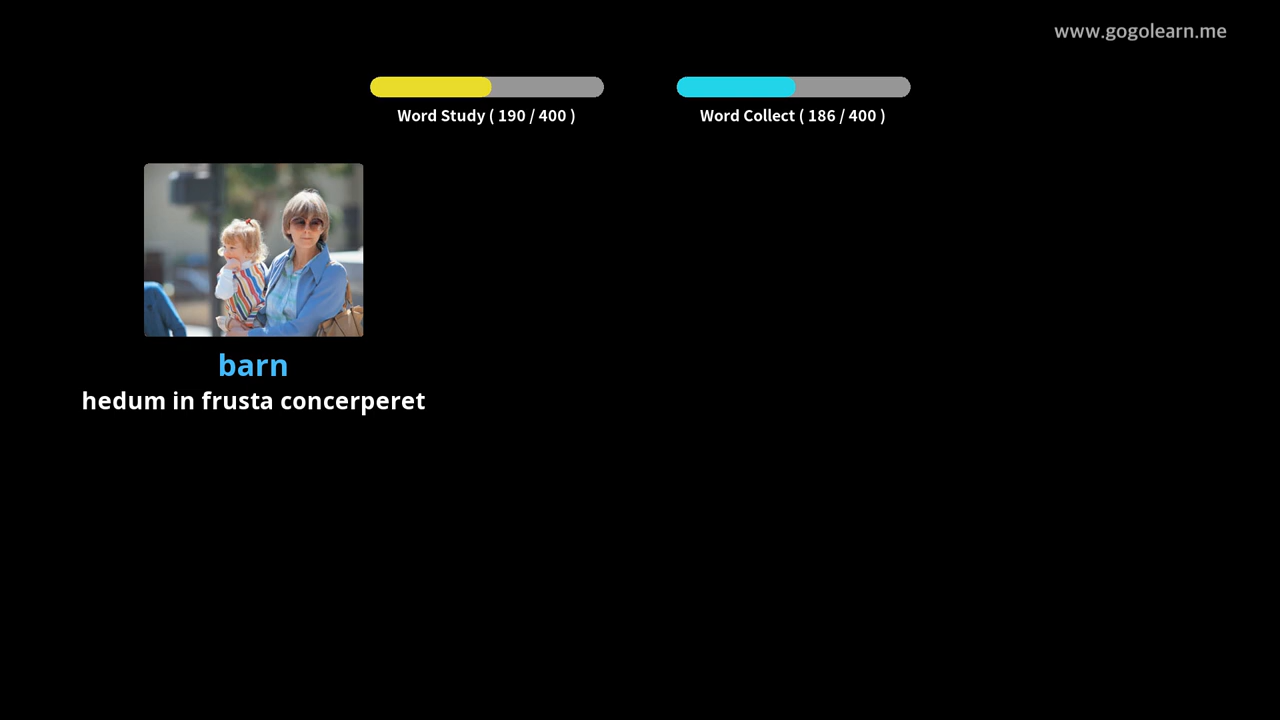 www.gogolearn.me
Word Study ( 190 / 400 )
Word Collect ( 186 / 400 )
barn
hedum in frusta concerperet